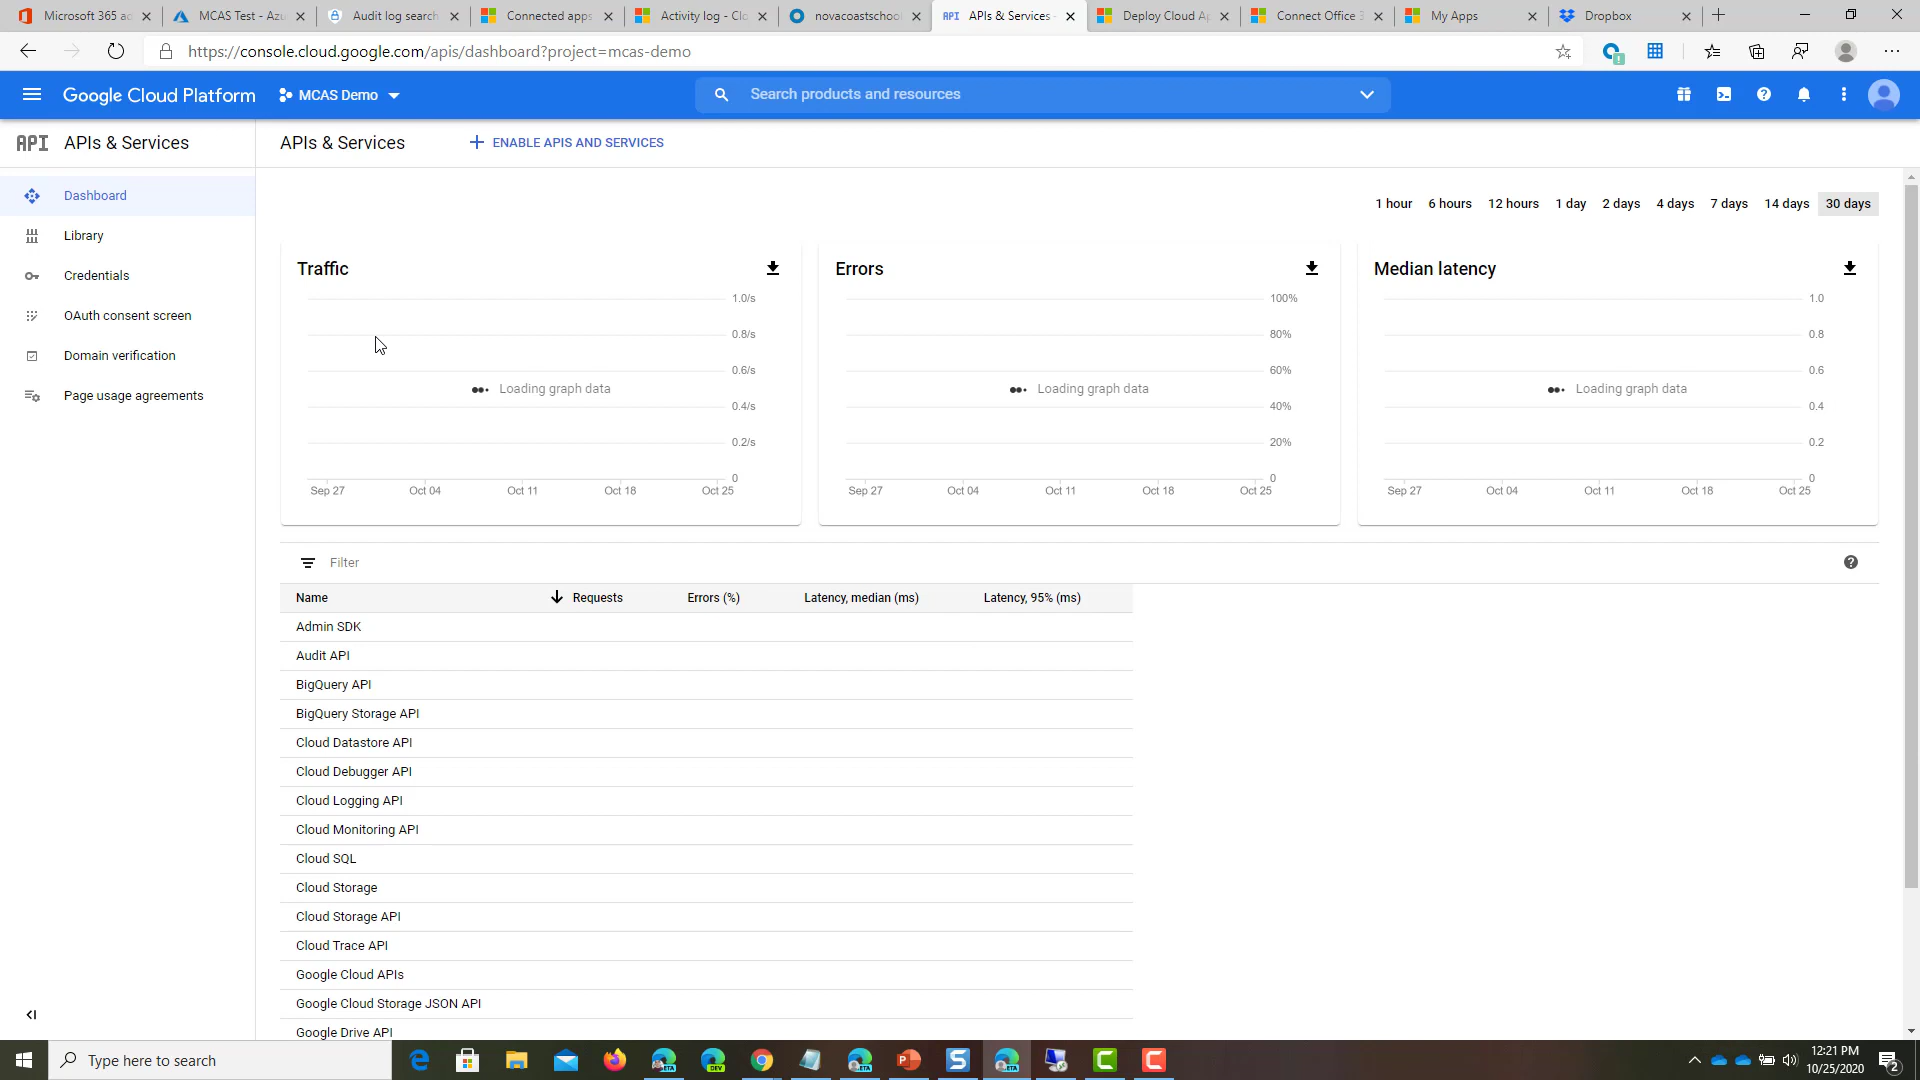 Microsoft 365 ac
MCAS Test - Azu
Audit log search
Connected apps
Activity log - Clo
novacoastschool
API APIs & Services -
Deploy Cloud Ap
Connect Office 3
My Apps
Dropbox
https://console.cloud.google.com/apis/dashboard?project=mcas-demo
Google Cloud Platform
MCAS Demo
Search products and resources
API APIs & Services
APIs & Services
ENABLE APIS AND SERVICES
Dashboard
Library
Credentials
OAuth consent screen
Domain verification
Page usage agreements
1 hour 6 hours 12 hours 1 day 2 days 4 days 7 days 14 days 30 days
Traffic
1.0/s
0.8/s
0.6/s
Loading graph data
0.4/s
0.2/s
0
Sep 27 Oct 04 Oct 11 Oct 18 Oct 25
Errors
100%
80%
60%
Loading graph data
40%
20%
0
Sep 27 Oct 04 Oct 11 Oct 18 Oct 25
Median latency
1.0
0.8
0.6
Loading graph data
0.4
0.2
0
Sep 27 Oct 04 Oct 11 Oct 18 Oct 25
Filter
Name Requests Errors (%) Latency, median (ms) Latency, 95% (ms)
Admin SDK
Audit API
BigQuery API
BigQuery Storage API
Cloud Datastore API
Cloud Debugger API
Cloud Logging API
Cloud Monitoring API
Cloud SQL
Cloud Storage
Cloud Storage API
Cloud Trace API
Google Cloud APIs
Google Cloud Storage JSON API
Google Drive API
Type here to search
BETA
DEV
BETA
BETA
12:21 PM
10/25/2020
2